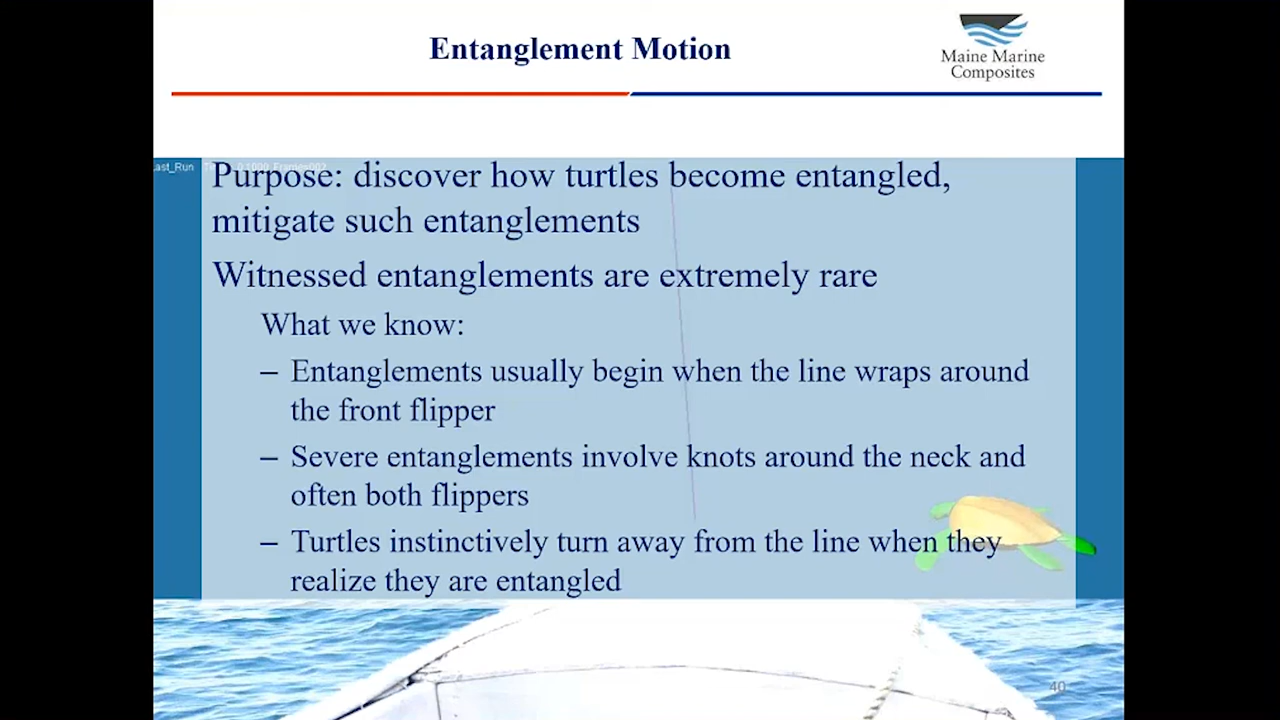 Entanglement Motion
Maine Marine
Composites
Last_Run
Purpose: discover how turtles become entangled,
mitigate such entanglements
Witnessed entanglements are extremely rare
What we know:
– Entanglements usually begin when the line wraps around
the front flipper
– Severe entanglements involve knots around the neck and
often both flippers
– Turtles instinctively turn away from the line when they
realize they are entangled
40